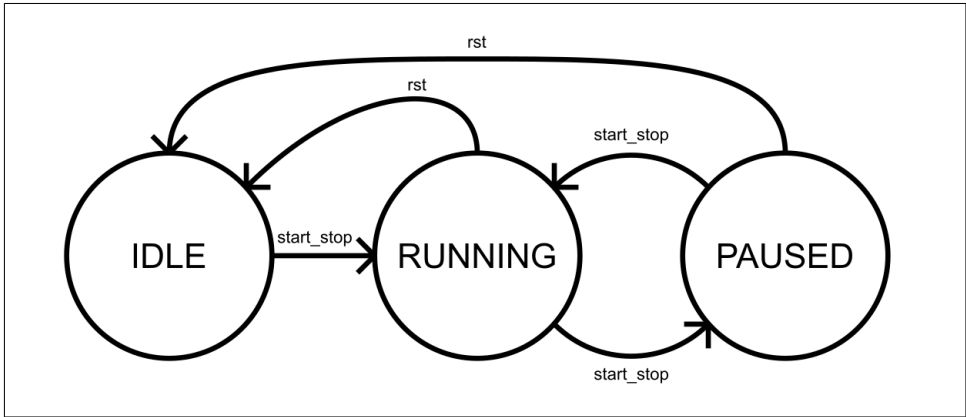 rst
rst
start_stop
start_stop
IDLE
RUNNING
PAUSED
start_stop